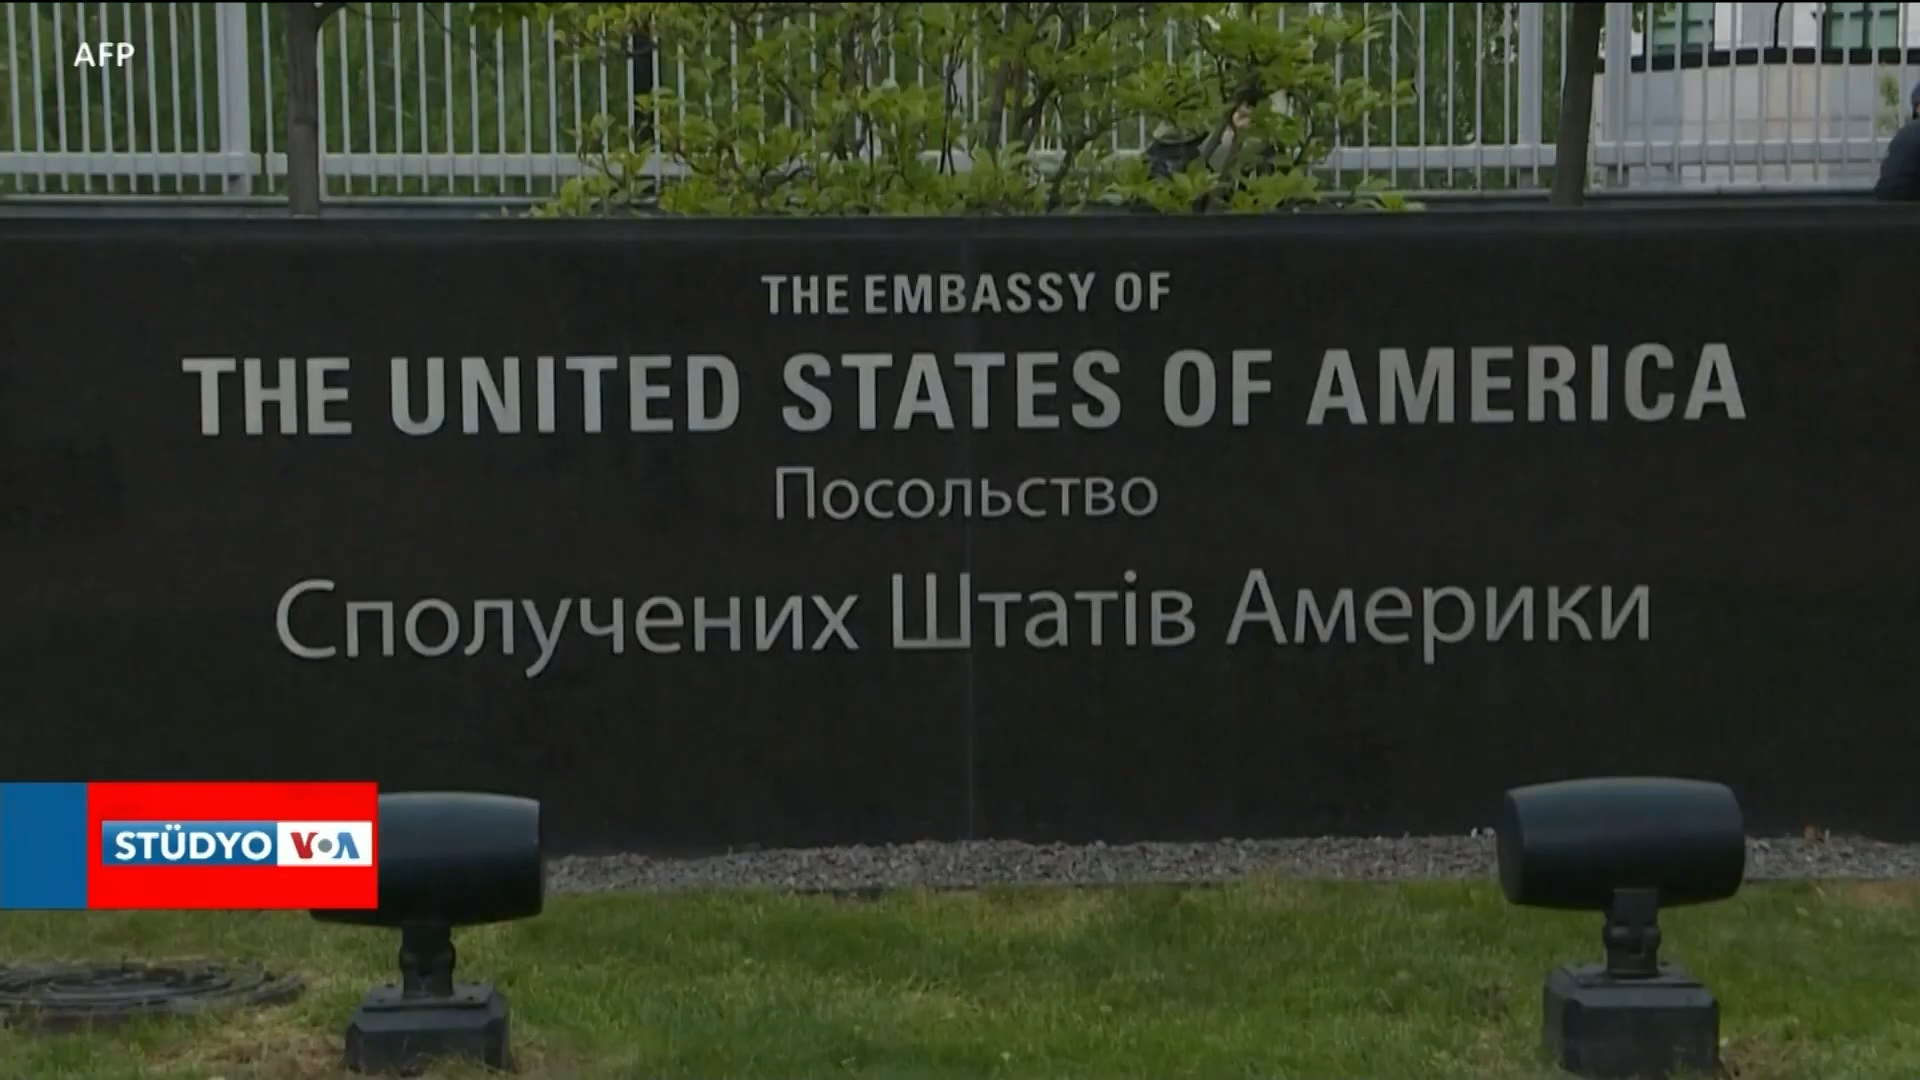 AFP
THE EMBASSY OF
THE UNITED STATES OF AMERICA
Посольство
Сполучених Штатів Америки
STÜDYO VOA